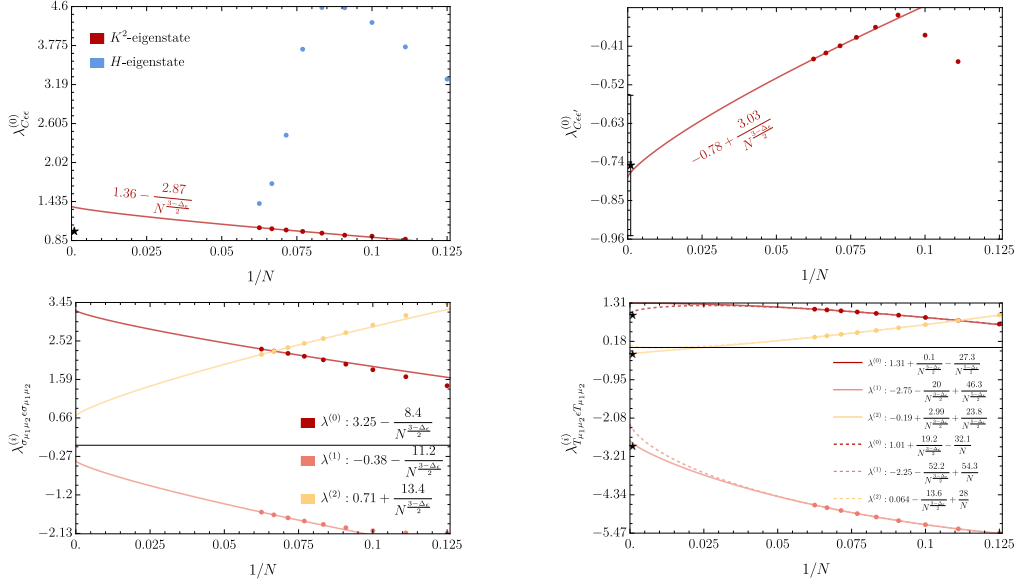 4.6
3.775
3.19
2.605
2.02
1.435
0.85
0.
0.025
0.05
0.075
0.1
0.125
1/N
λ^{(0)}_{Cϵϵ}
K²-eigenstate
H-eigenstate
1.36 − 2.87/N^{(3−Δ_ϵ)/2}
−0.41
−0.52
−0.63
−0.74
−0.85
−0.96
0.
0.025
0.05
0.075
0.1
0.125
1/N
λ^{(0)}_{Cϵϵ′}
−0.78 + 3.03/N^{(3−Δ_ϵ)/2}
3.45
2.52
1.59
0.66
−0.27
−1.2
−2.13
0.
0.025
0.05
0.075
0.1
0.125
1/N
λ^{(i)}_{σ_{μ₁μ₂}ϵσ_{μ₁μ₂}}
λ^{(0)} : 3.25 − 8.4/N^{(3−Δ_ϵ)/2}
λ^{(1)} : −0.38 − 11.2/N^{(3−Δ_ϵ)/2}
λ^{(2)} : 0.71 + 13.4/N^{(3−Δ_ϵ)/2}
1.31
0.18
−0.95
−2.08
−3.21
−4.34
−5.47
0.
0.025
0.05
0.075
0.1
0.125
1/N
λ^{(i)}_{T_{μ₁μ₂}ϵT_{μ₁μ₂}}
λ^{(0)} : 1.31 + 0.1/N^{(3−Δ_ϵ)/2} − 27.3/N^{(3−Δ_ϵ)/2}
λ^{(1)} : −2.75 − 20/N^{(3−Δ_ϵ)/2} + 46.3/N^{(3−Δ_ϵ)/2}
λ^{(2)} : −0.19 + 2.99/N^{(3−Δ_ϵ)/2} + 23.8/N^{(3−Δ_ϵ)/2}
λ^{(0)} : 1.01 + 19.2/N^{(3−Δ_ϵ)/2} − 32.1/N
λ^{(1)} : −2.25 − 52.2/N^{(3−Δ_ϵ)/2} + 54.3/N
λ^{(2)} : 0.064 − 13.6/N^{(3−Δ_ϵ)/2} + 28/N